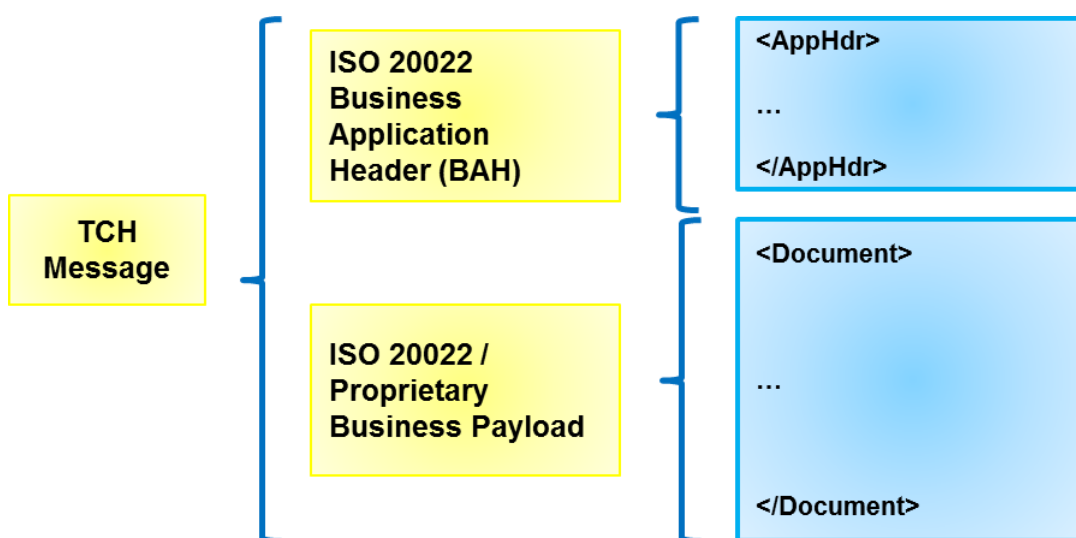 TCH
Message
ISO 20022
Business
Application
Header (BAH)
<AppHdr>
...
</AppHdr>
ISO 20022 /
Proprietary
Business Payload
<Document>
...
</Document>